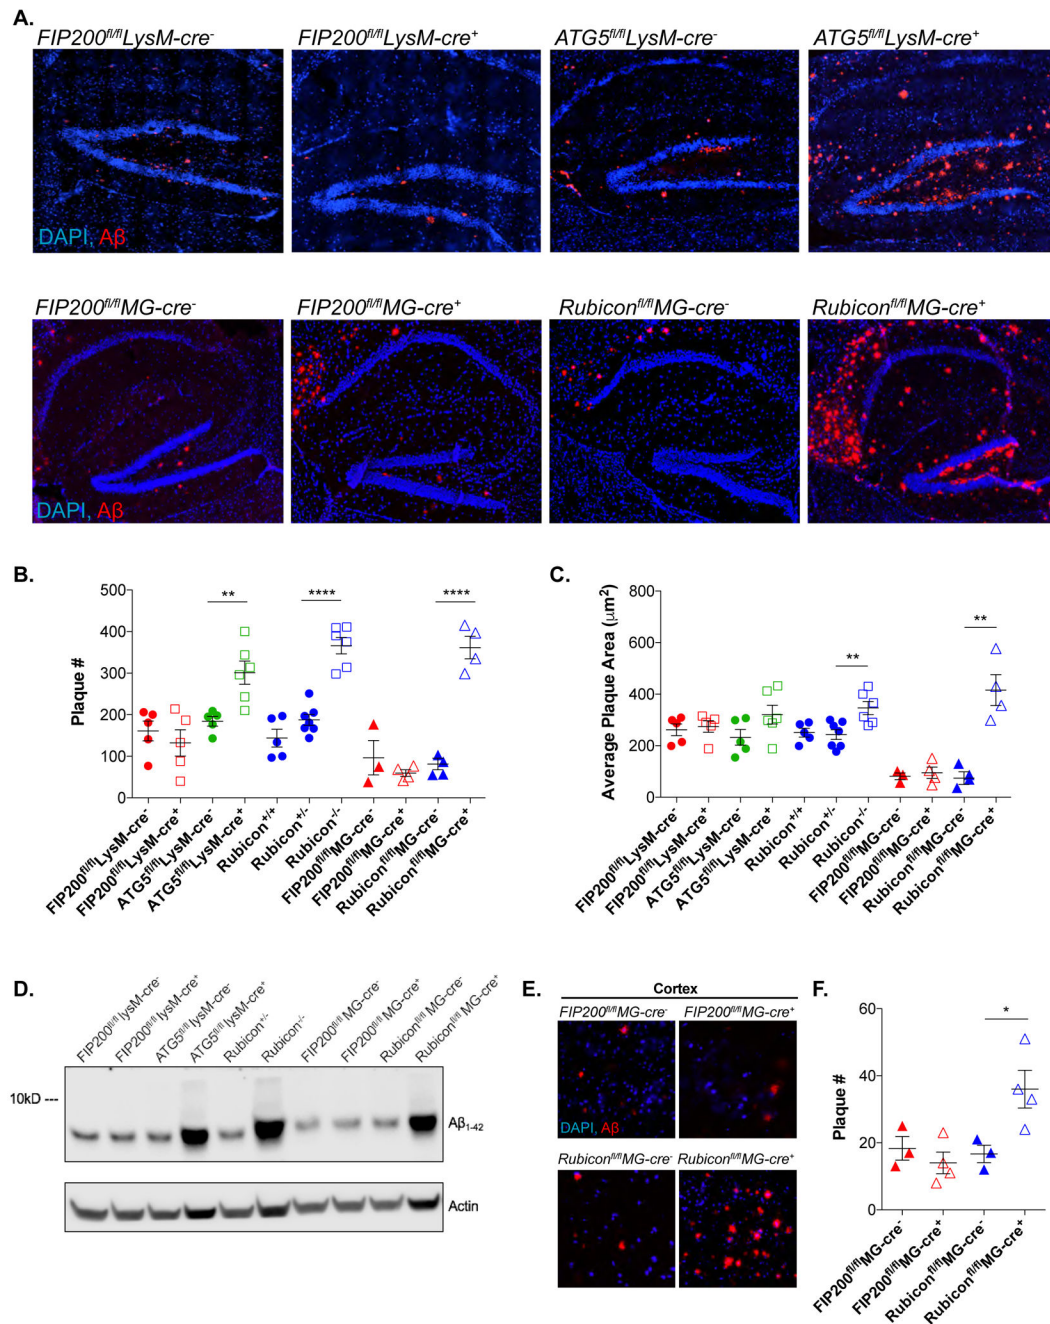 A.
FIP200fl/flLysM-cre-
FIP200fl/flLysM-cre+
ATG5fl/flLysM-cre-
ATG5fl/flLysM-cre+
DAPI, Aβ
FIP200fl/flMG-cre-
FIP200fl/flMG-cre+
Rubiconfl/flMG-cre-
Rubiconfl/flMG-cre+
DAPI, Aβ
B.
500
400
300
200
100
0
Plaque #
**
****
****
FIP200fl/flLysM-cre-
FIP200fl/flLysM-cre+
ATG5fl/flLysM-cre-
ATG5fl/flLysM-cre+
Rubicon+/+
Rubicon+/-
Rubicon-/-
FIP200fl/flMG-cre-
FIP200fl/flMG-cre+
Rubiconfl/flMG-cre-
Rubiconfl/flMG-cre+
C.
800
600
400
200
0
Average Plaque Area (μm2)
**
**
FIP200fl/flLysM-cre-
FIP200fl/flLysM-cre+
ATG5fl/flLysM-cre-
ATG5fl/flLysM-cre+
Rubicon+/+
Rubicon+/-
Rubicon-/-
FIP200fl/flMG-cre-
FIP200fl/flMG-cre+
Rubiconfl/flMG-cre-
Rubiconfl/flMG-cre+
D.
FIP200fl/fl lysM-cre-
FIP200fl/fl lysM-cre+
ATG5fl/fl lysM-cre-
ATG5fl/fl lysM-cre+
Rubicon+/-
Rubicon-/-
FIP200fl/fl MG-cre-
FIP200fl/fl MG-cre+
Rubiconfl/fl MG-cre-
Rubiconfl/fl MG-cre+
10kD ---
Aβ1-42
Actin
E.
Cortex
FIP200fl/flMG-cre-
FIP200fl/flMG-cre+
DAPI, Aβ
Rubiconfl/flMG-cre-
Rubiconfl/flMG-cre+
F.
60
40
20
0
Plaque #
*
FIP200fl/flMG-cre-
FIP200fl/flMG-cre+
Rubiconfl/flMG-cre-
Rubiconfl/flMG-cre+